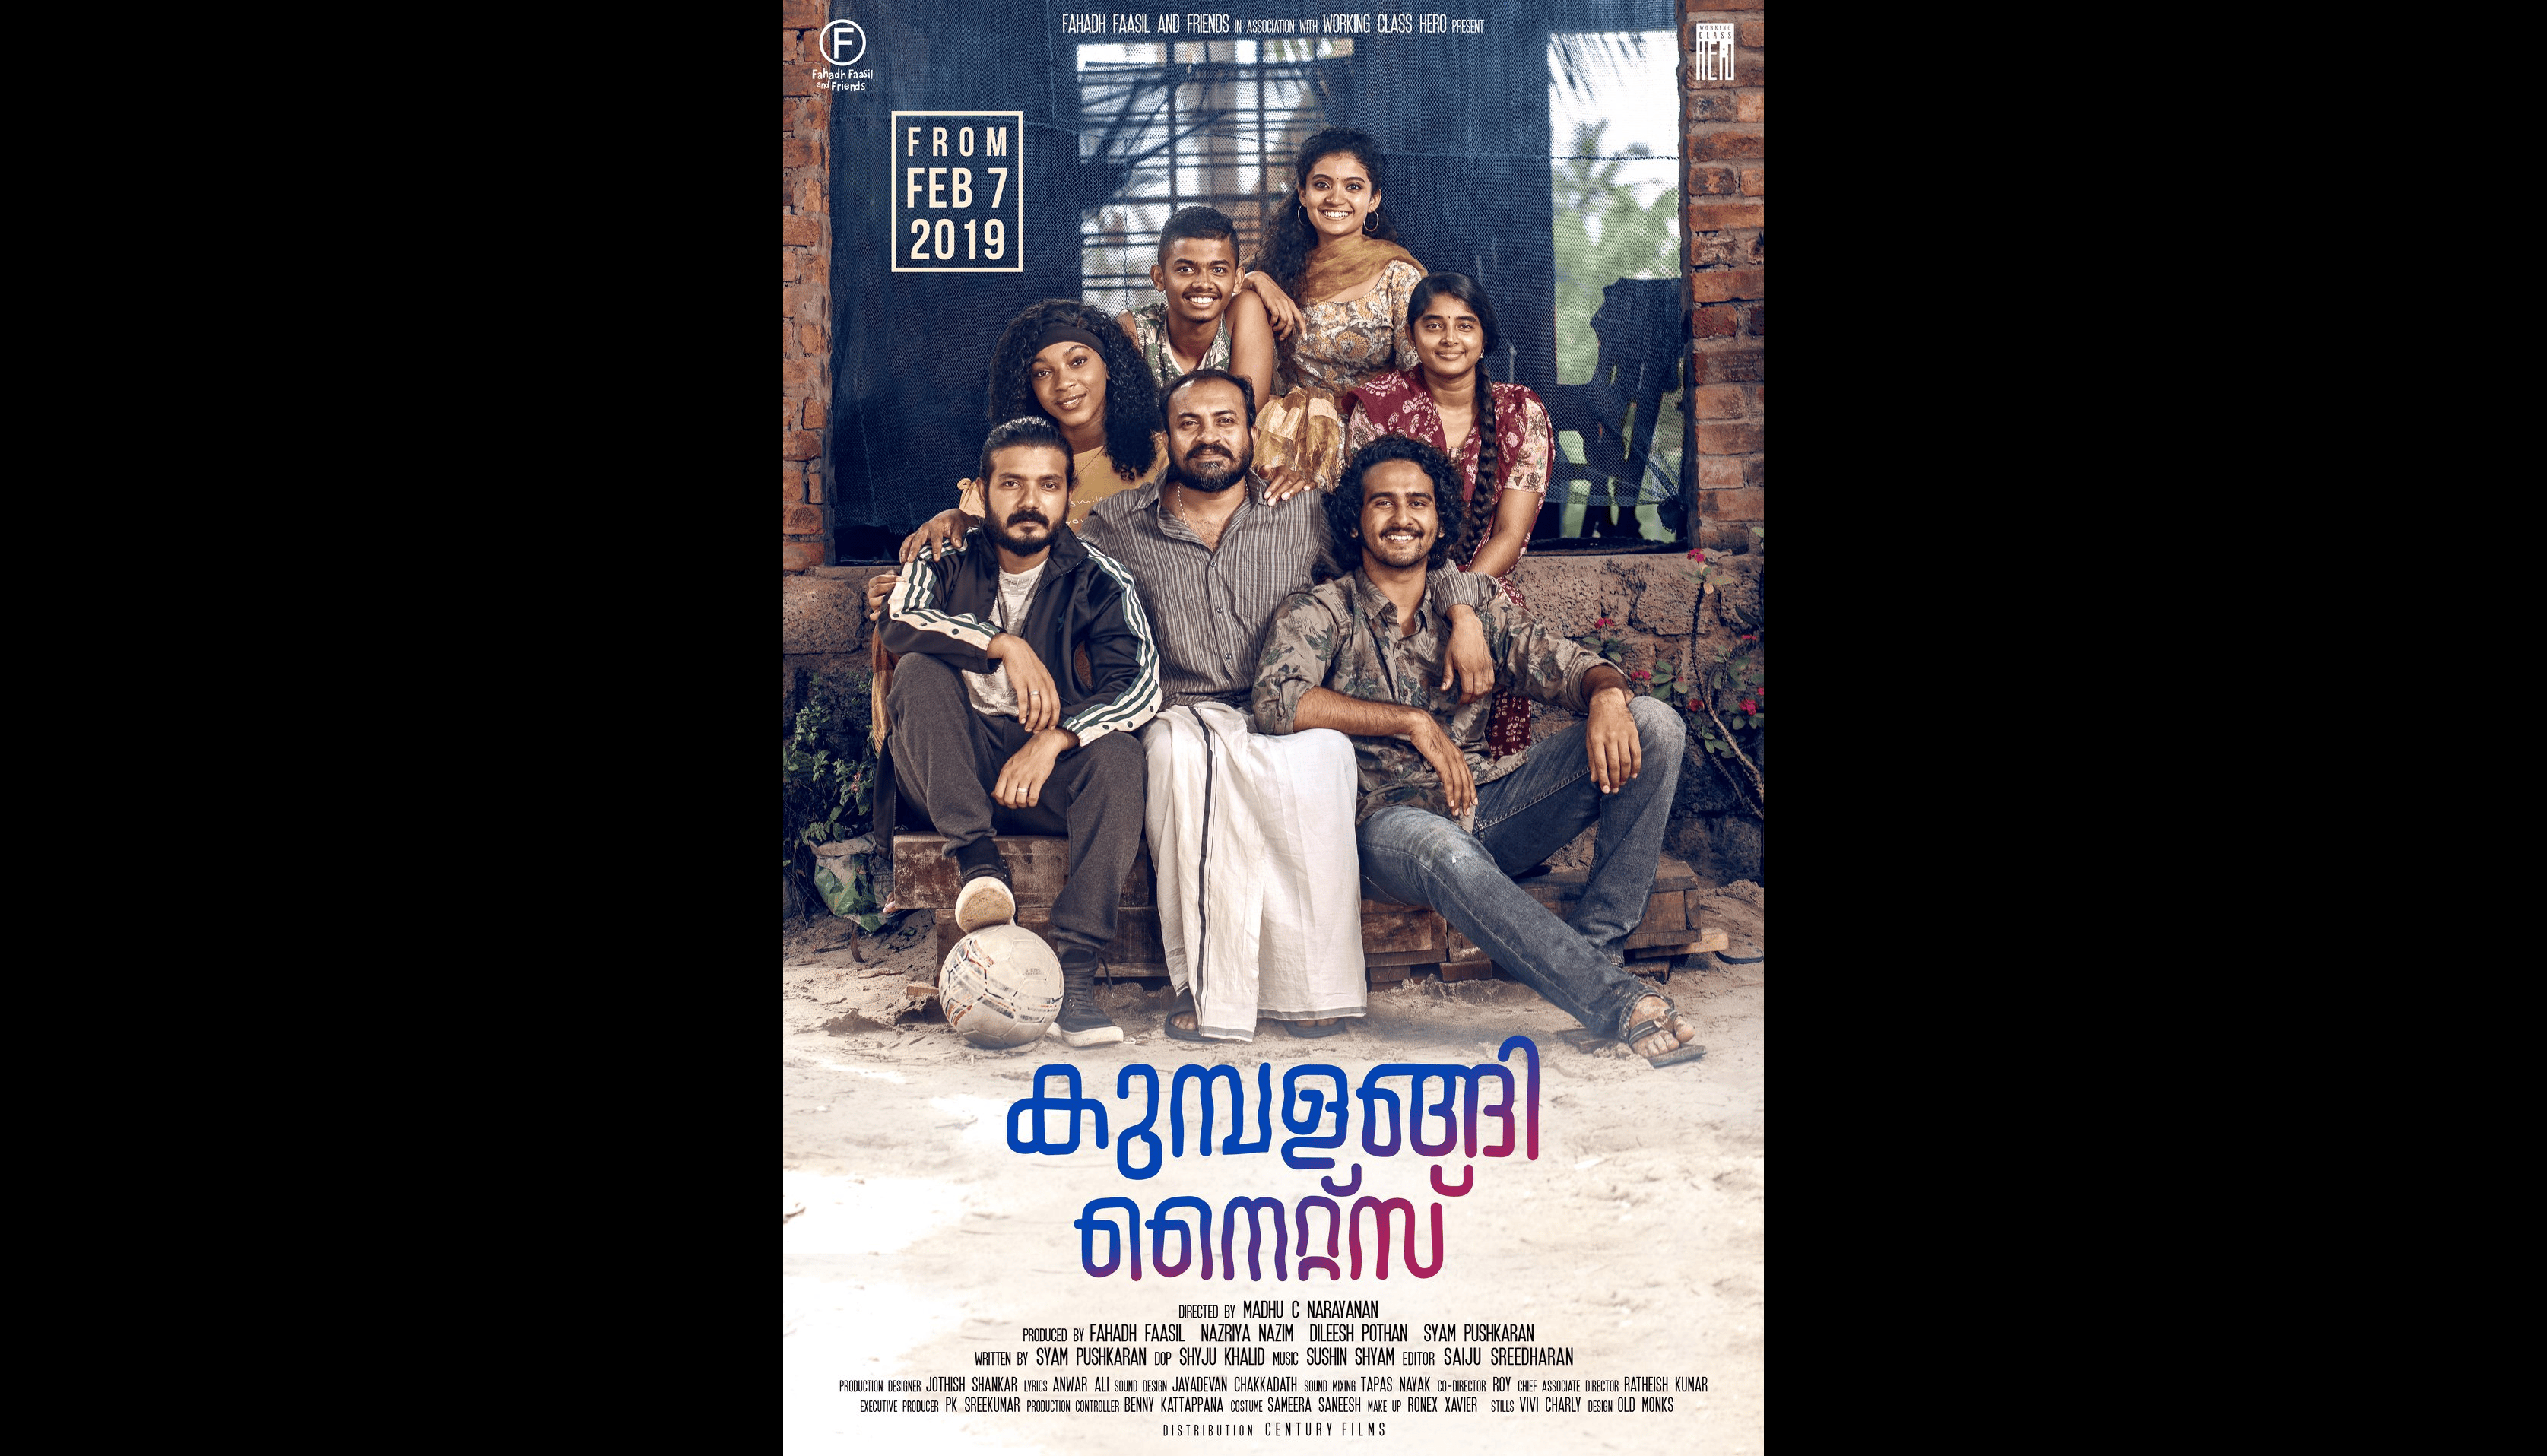 FAHADH FAASIL AND FRIENDS IN ASSOCIATION WITH WORKING CLASS HERO PRESENT
F
Fahadh Faasil
and Friends
WORKING
CLASS
HERO
FROM
FEB 7
2019
കുമ്പളങ്ങി
നൈറ്റ്സ്
DIRECTED BY MADHU C NARAYANAN
PRODUCED BY FAHADH FAASIL NAZRIYA NAZIM DILEESH POTHAN SYAM PUSHKARAN
WRITTEN BY SYAM PUSHKARAN DOP SHYJU KHALID MUSIC SUSHIN SHYAM EDITOR SAIJU SREEDHARAN
PRODUCTION DESIGNER JOTHISH SHANKAR LYRICS ANWAR ALI SOUND DESIGN JAYADEVAN CHAKKADATH SOUND MIXING TAPAS NAYAK CO-DIRECTOR ROY CHIEF ASSOCIATE DIRECTOR RATHEISH KUMAR
EXECUTIVE PRODUCER PK SREEKUMAR PRODUCTION CONTROLLER BENNY KATTAPPANA COSTUME SAMEERA SANEESH MAKE UP RONEX XAVIER STILLS VIVI CHARLY DESIGN OLD MONKS
DISTRIBUTION CENTURY FILMS